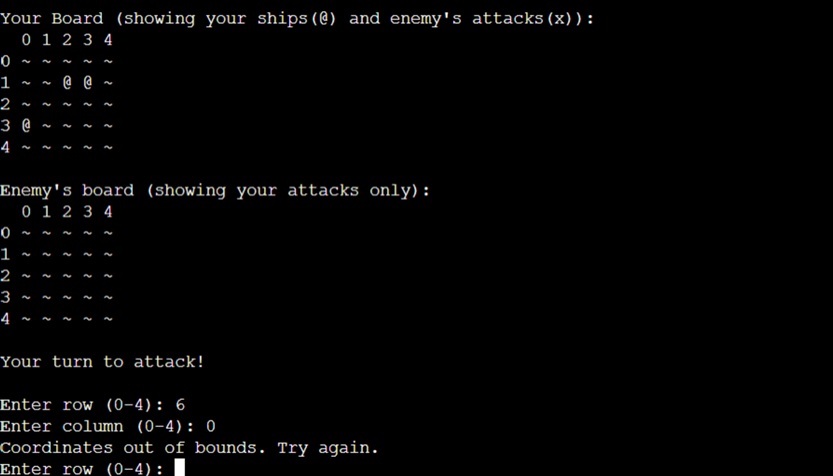 Your Board (showing your ships(@) and enemy's attacks(x)):
  0 1 2 3 4
0 ~ ~ ~ ~ ~
1 ~ ~ @ @ ~
2 ~ ~ ~ ~ ~
3 @ ~ ~ ~ ~
4 ~ ~ ~ ~ ~
Enemy's board (showing your attacks only):
  0 1 2 3 4
0 ~ ~ ~ ~ ~
1 ~ ~ ~ ~ ~
2 ~ ~ ~ ~ ~
3 ~ ~ ~ ~ ~
4 ~ ~ ~ ~ ~
Your turn to attack!
Enter row (0-4): 6
Enter column (0-4): 0
Coordinates out of bounds. Try again.
Enter row (0-4):